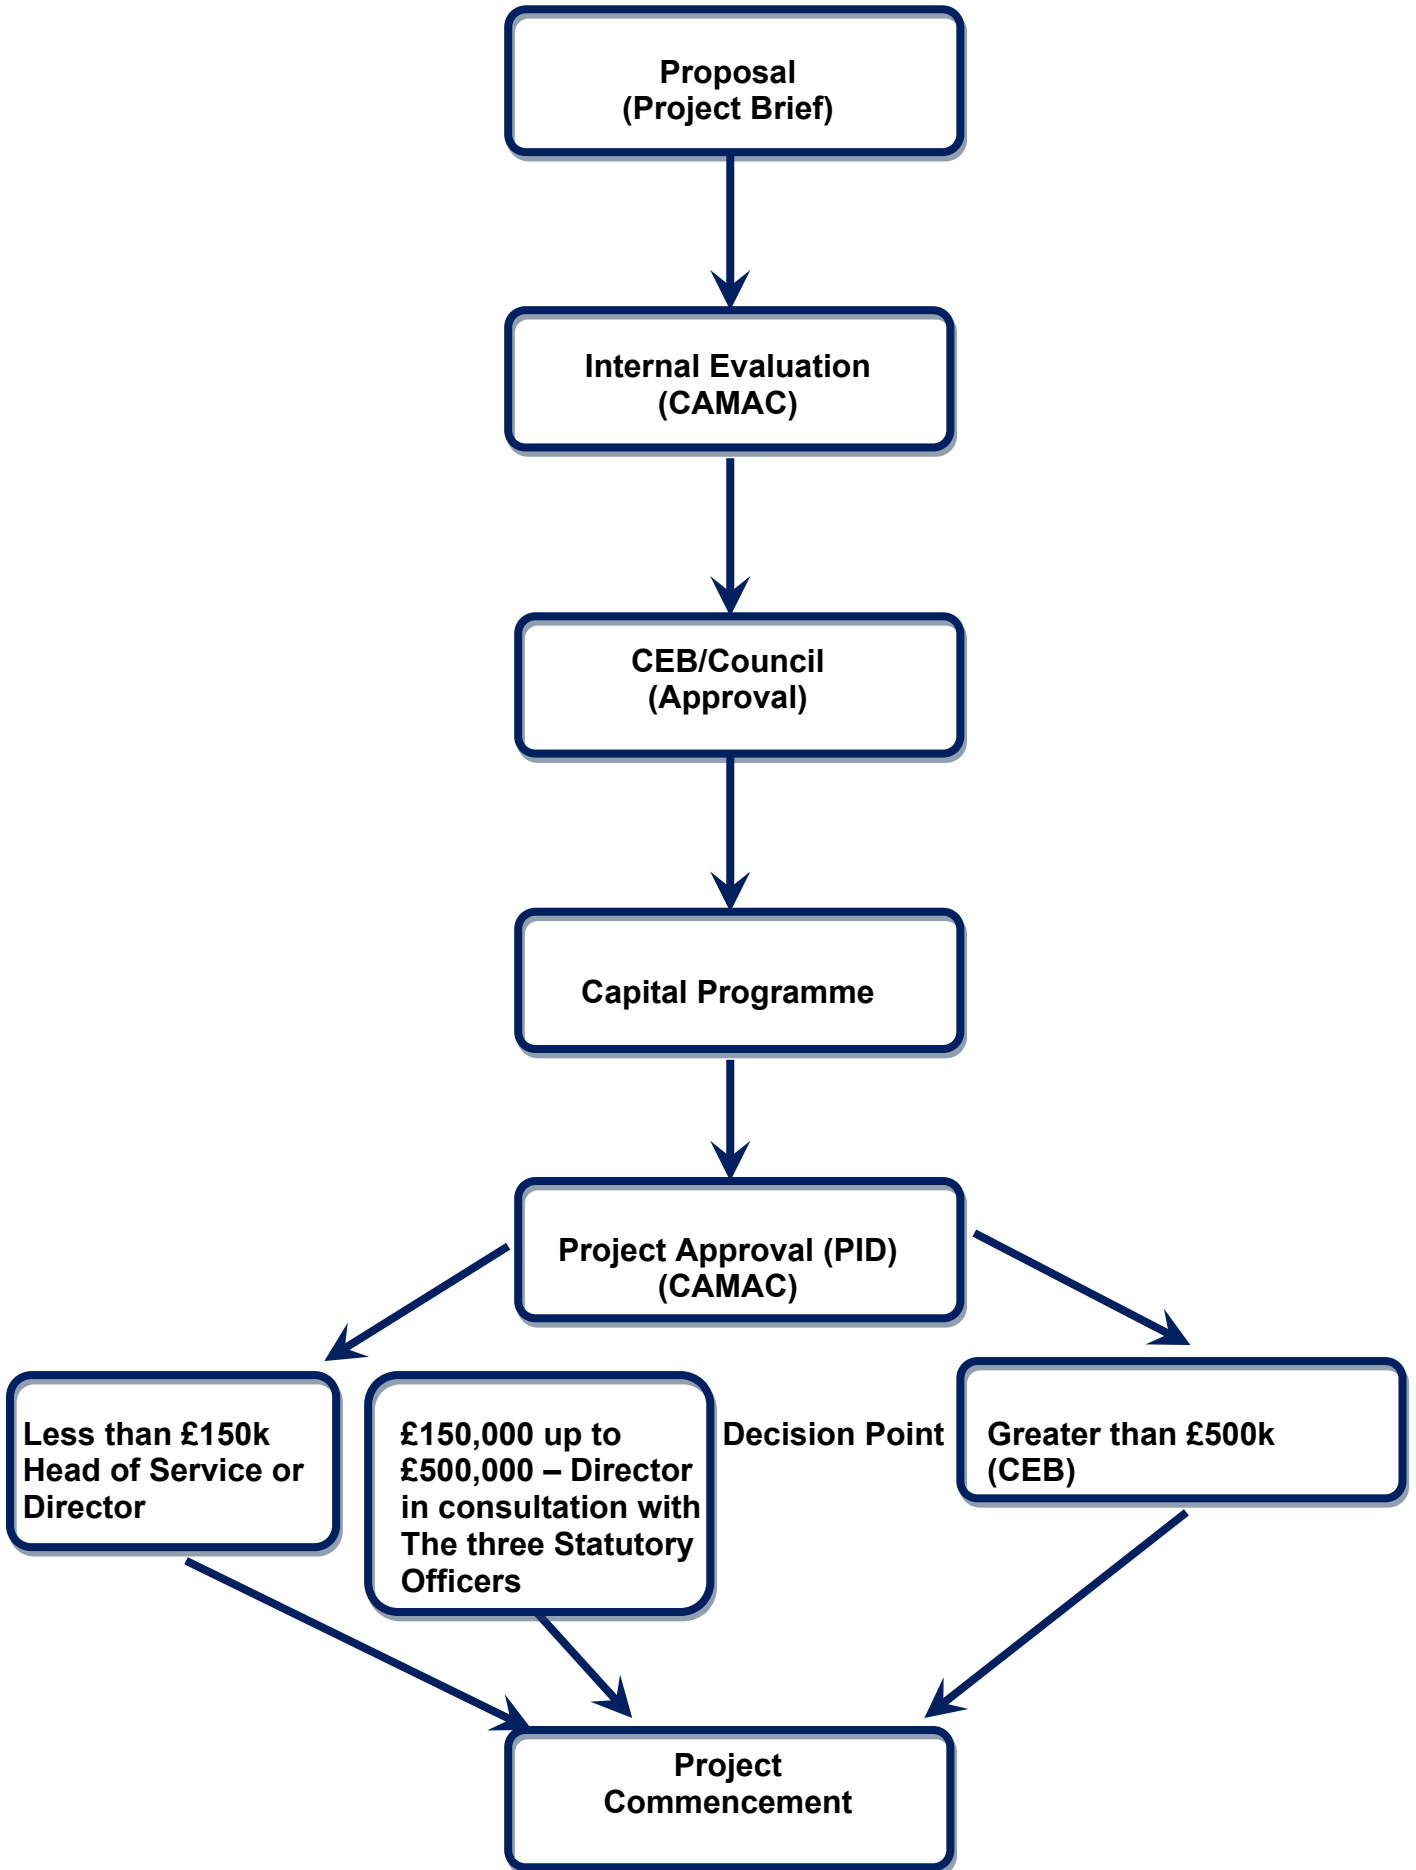 Proposal
(Project Brief)
Internal Evaluation
(CAMAC)
CEB/Council
(Approval)
Capital Programme
Project Approval (PID)
(CAMAC)
Less than £150k
Head of Service or
Director
£150,000 up to
£500,000 – Director
in consultation with
The three Statutory
Officers
Decision Point
Greater than £500k
(CEB)
Project
Commencement